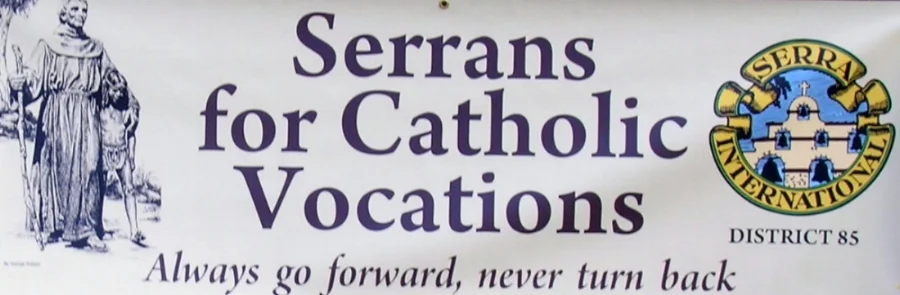 Serrans
for Catholic
Vocations
Always go forward, never turn back
SERRA
INTERNATIONAL
DISTRICT 85